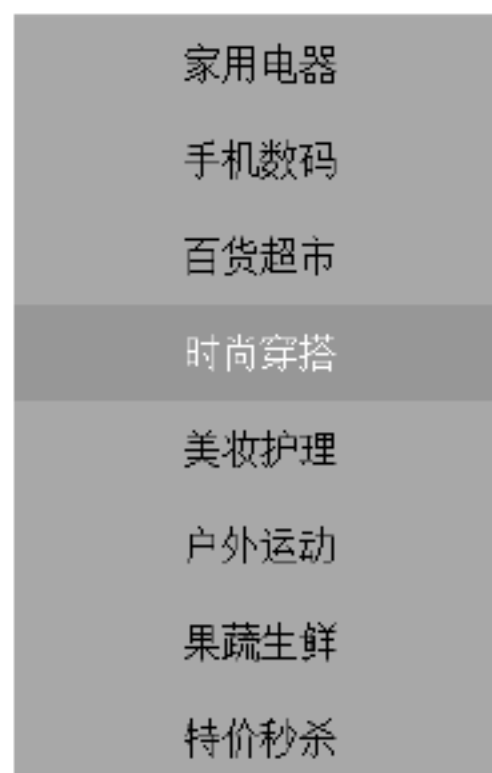 家用电器
手机数码
百货超市
时尚穿搭
美妆护理
户外运动
果蔬生鲜
特价秒杀